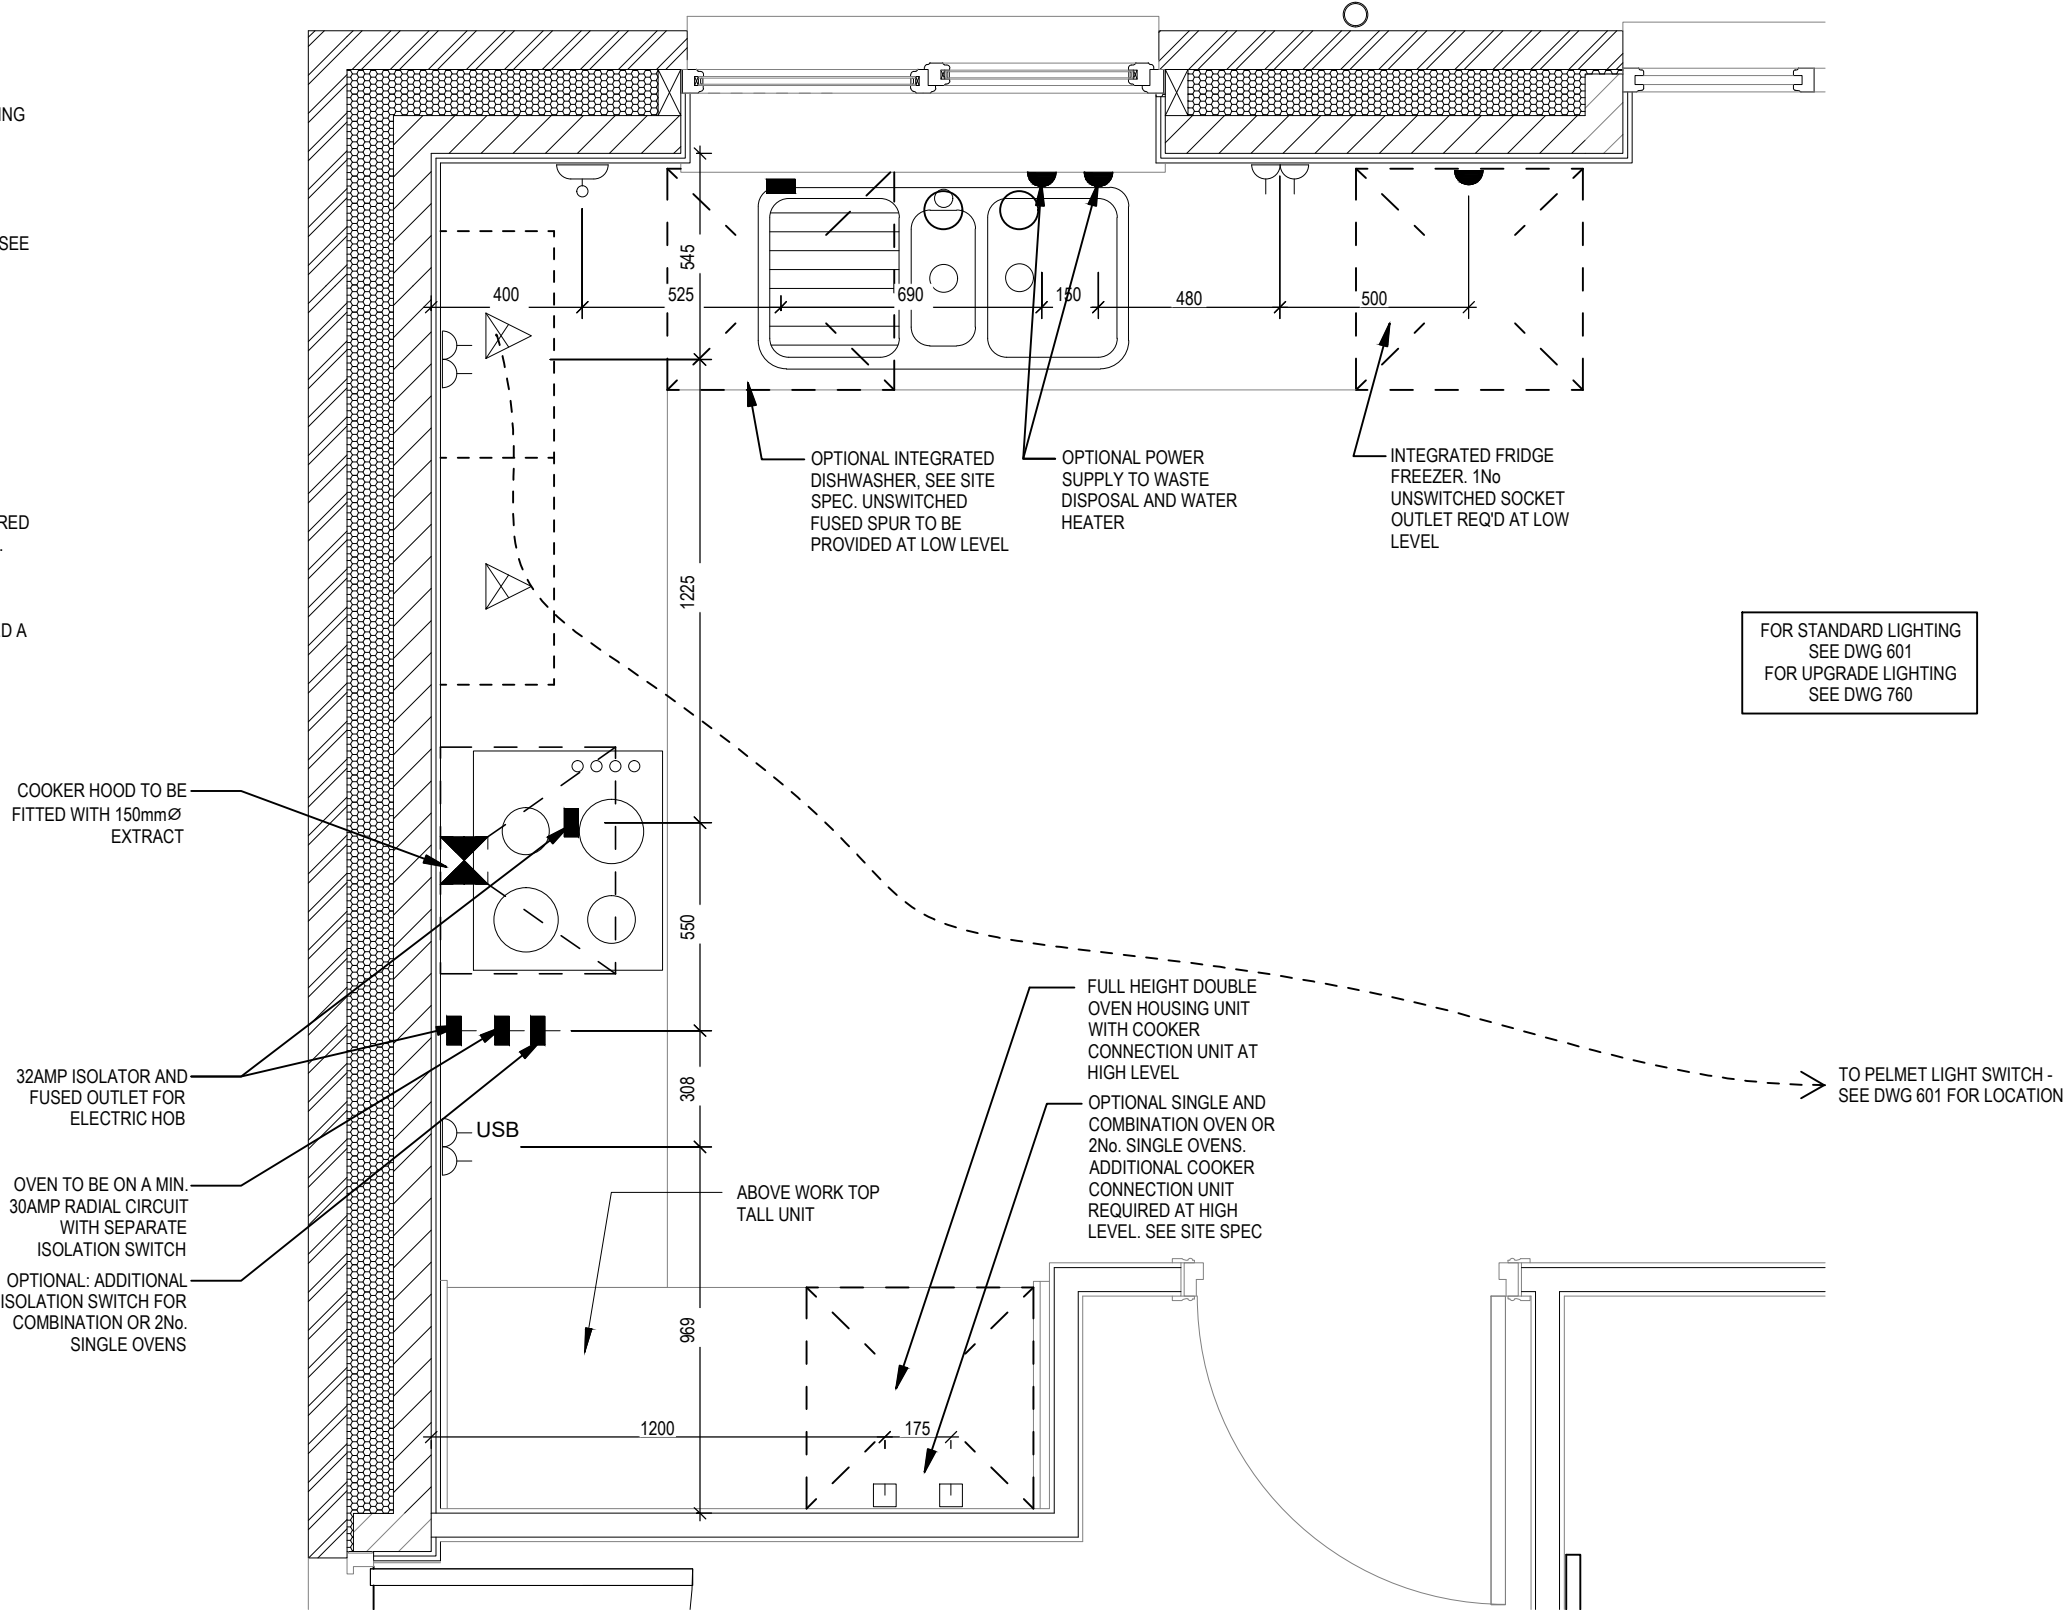 ING
SEE
RED
.
D A
545
400
525
690
150
480
500
OPTIONAL INTEGRATED
DISHWASHER, SEE SITE
SPEC. UNSWITCHED
FUSED SPUR TO BE
PROVIDED AT LOW LEVEL
OPTIONAL POWER
SUPPLY TO WASTE
DISPOSAL AND WATER
HEATER
INTEGRATED FRIDGE
FREEZER. 1No
UNSWITCHED SOCKET
OUTLET REQ'D AT LOW
LEVEL
1225
FOR STANDARD LIGHTING
SEE DWG 601
FOR UPGRADE LIGHTING
SEE DWG 760
COOKER HOOD TO BE
FITTED WITH 150mmØ
EXTRACT
550
32AMP ISOLATOR AND
FUSED OUTLET FOR
ELECTRIC HOB
308
USB
FULL HEIGHT DOUBLE
OVEN HOUSING UNIT
WITH COOKER
CONNECTION UNIT AT
HIGH LEVEL
OPTIONAL SINGLE AND
COMBINATION OVEN OR
2No. SINGLE OVENS.
ADDITIONAL COOKER
CONNECTION UNIT
REQUIRED AT HIGH
LEVEL. SEE SITE SPEC
TO PELMET LIGHT SWITCH -
SEE DWG 601 FOR LOCATION
OVEN TO BE ON A MIN.
30AMP RADIAL CIRCUIT
WITH SEPARATE
ISOLATION SWITCH
ABOVE WORK TOP
TALL UNIT
OPTIONAL: ADDITIONAL
ISOLATION SWITCH FOR
COMBINATION OR 2No.
SINGLE OVENS
969
1200
175